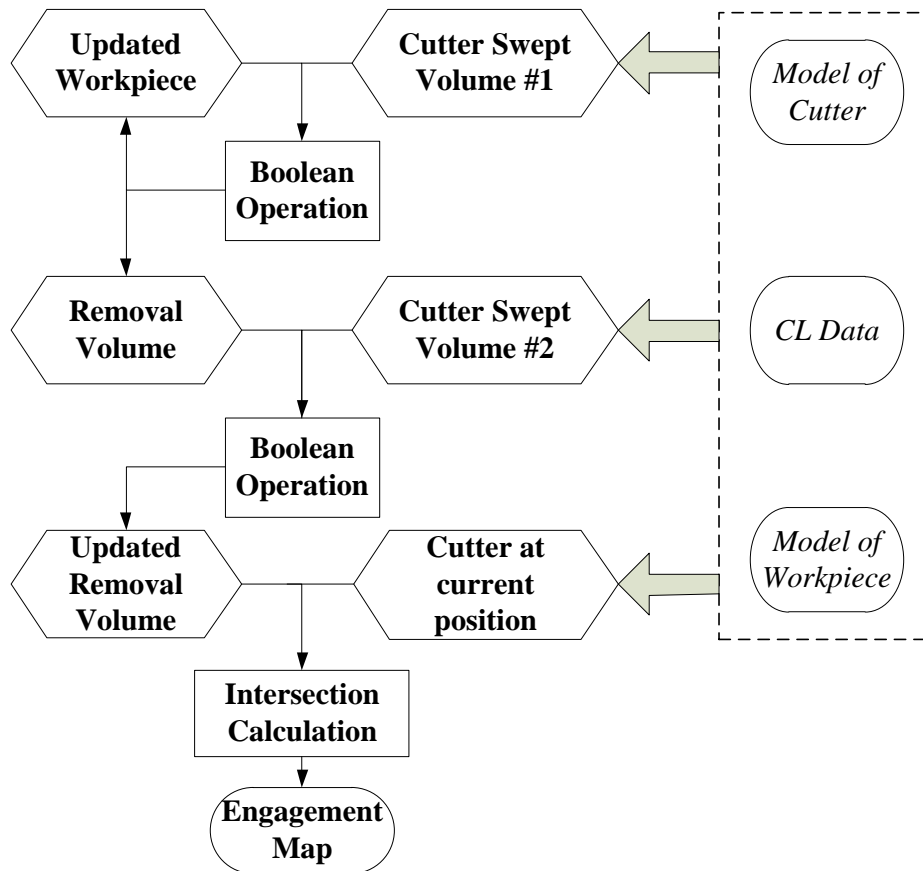 Updated
Workpiece
Cutter Swept
Volume #1
Model of
Cutter
Boolean
Operation
Removal
Volume
Cutter Swept
Volume #2
CL Data
Boolean
Operation
Updated
Removal
Volume
Cutter at
current
position
Model of
Workpiece
Intersection
Calculation
Engagement
Map